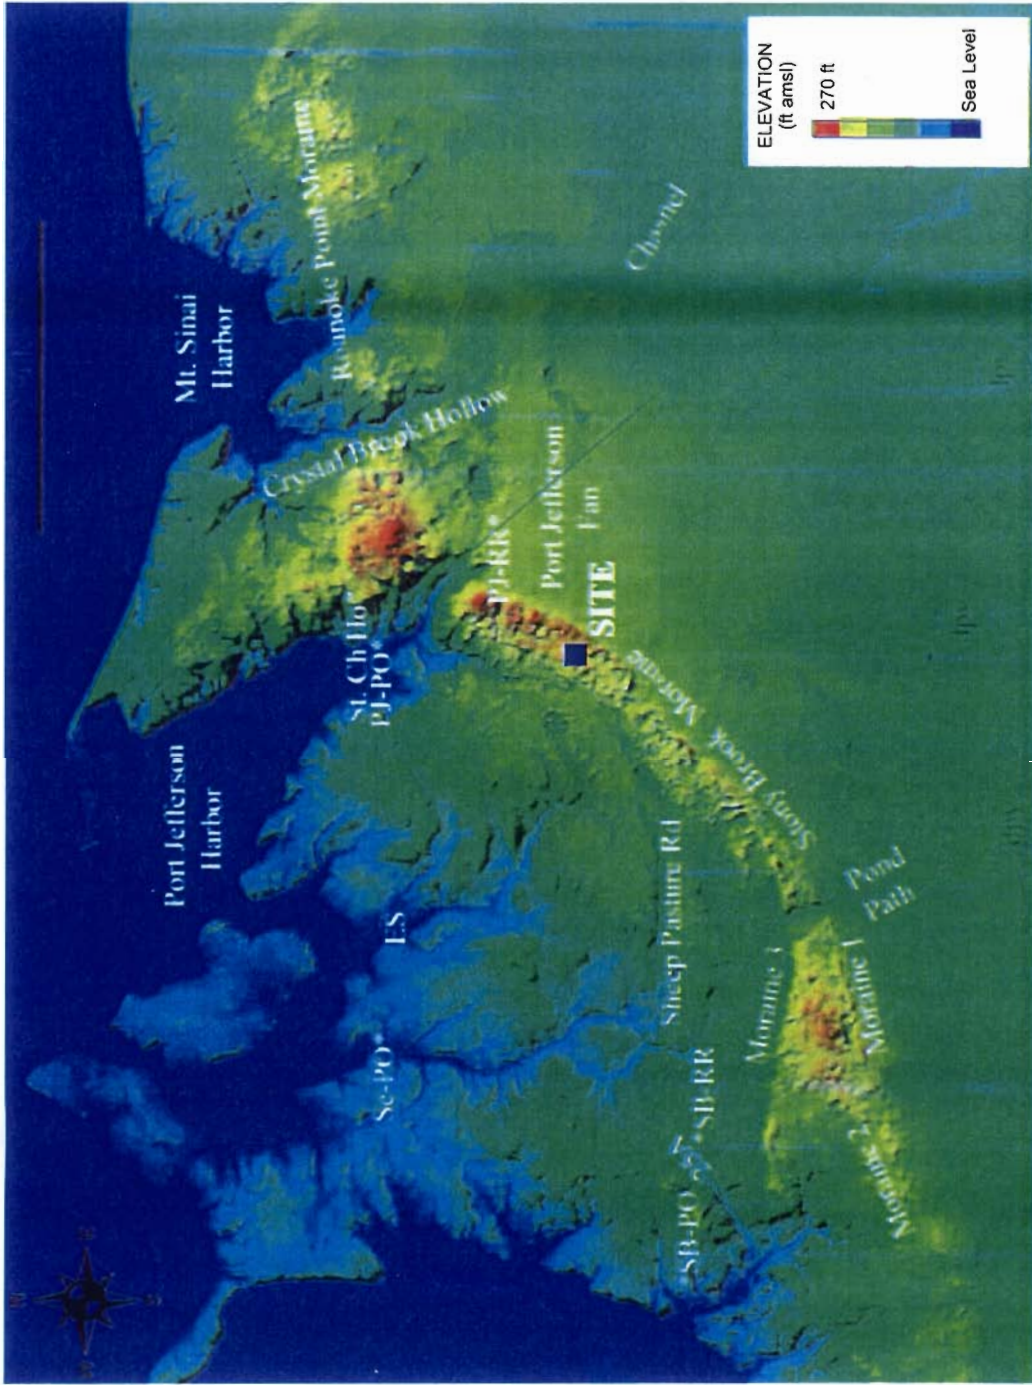 Mt. Sinai
Harbor
Roanoke Point Moraine
Crystal Brook Hollow
Port Jefferson
Harbor
St. Ch Ho*
PJ-PO*
PJ-RR*
Port Jefferson
Fan
Channel
SITE
Stony Brook Moraine
ES
Se-PO*
Sheep Pasture Rd
SB-PO
*SB-RR
Pond
Path
Moraine 3
Moraine 1
Moraine 2
ELEVATION
(ft amsl)
270 ft
Sea Level